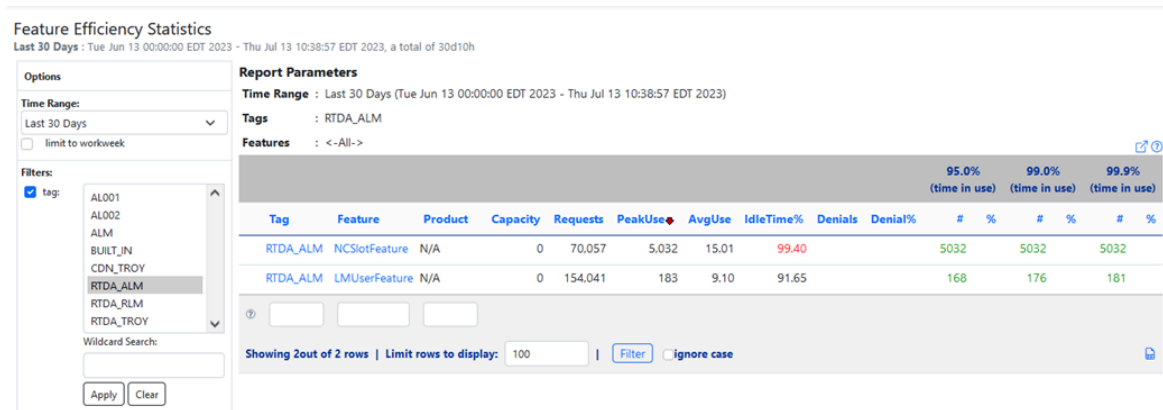 Feature Efficiency Statistics
Last 30 Days : Tue Jun 13 00:00:00 EDT 2023 - Thu Jul 13 10:38:57 EDT 2023, a total of 30d10h
Options
Time Range:
Last 30 Days
limit to workweek
Filters:
tag:
AL001
AL002
ALM
BUILT_IN
CDN_TROY
RTDA_ALM
RTDA_RLM
RTDA_TROY
Wildcard Search:
Apply Clear
Report Parameters
Time Range : Last 30 Days (Tue Jun 13 00:00:00 EDT 2023 - Thu Jul 13 10:38:57 EDT 2023)
Tags : RTDA_ALM
Features : <-All->
95.0% 99.0% 99.9%
(time in use) (time in use) (time in use)
Tag Feature Product Capacity Requests PeakUse AvgUse IdleTime% Denials Denial% # % # % # %
RTDA_ALM NCSlotFeature N/A 0 70,057 5,032 15.01 99.40 5032 5032 5032
RTDA_ALM LMUserFeature N/A 0 154,041 183 9.10 91.65 168 176 181
Showing 2out of 2 rows | Limit rows to display: 100 | Filter ignore case